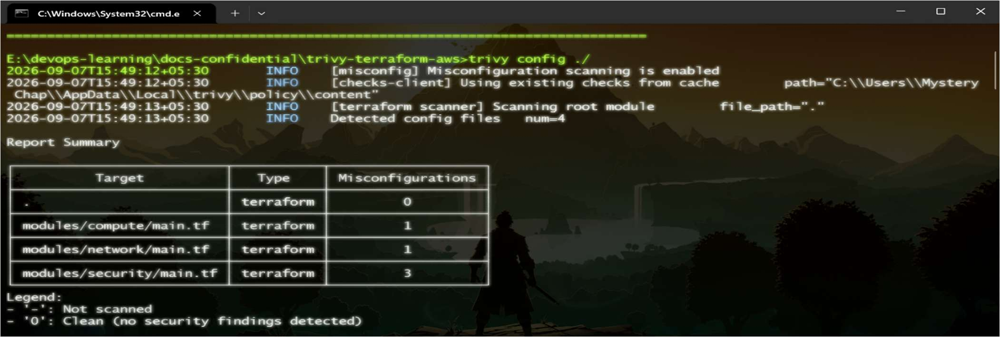 C:\Windows\System32\cmd.e
================================================================================
E:\devops-learning\docs-confidential\trivy-terraform-aws>trivy config ./
2026-09-07T15:49:12+05:30 INFO [misconfig] Misconfiguration scanning is enabled
2026-09-07T15:49:12+05:30 INFO [checks-client] Using existing checks from cache path="C:\\Users\\Mystery
Chap\\AppData\\Local\\trivy\\policy\\content"
2026-09-07T15:49:13+05:30 INFO [terraform scanner] Scanning root module file_path="."
2026-09-07T15:49:13+05:30 INFO Detected config files num=4
Report Summary
Target Type Misconfigurations
. terraform 0
modules/compute/main.tf terraform 1
modules/network/main.tf terraform 1
modules/security/main.tf terraform 3
Legend:
- '-': Not scanned
- '0': Clean (no security findings detected)